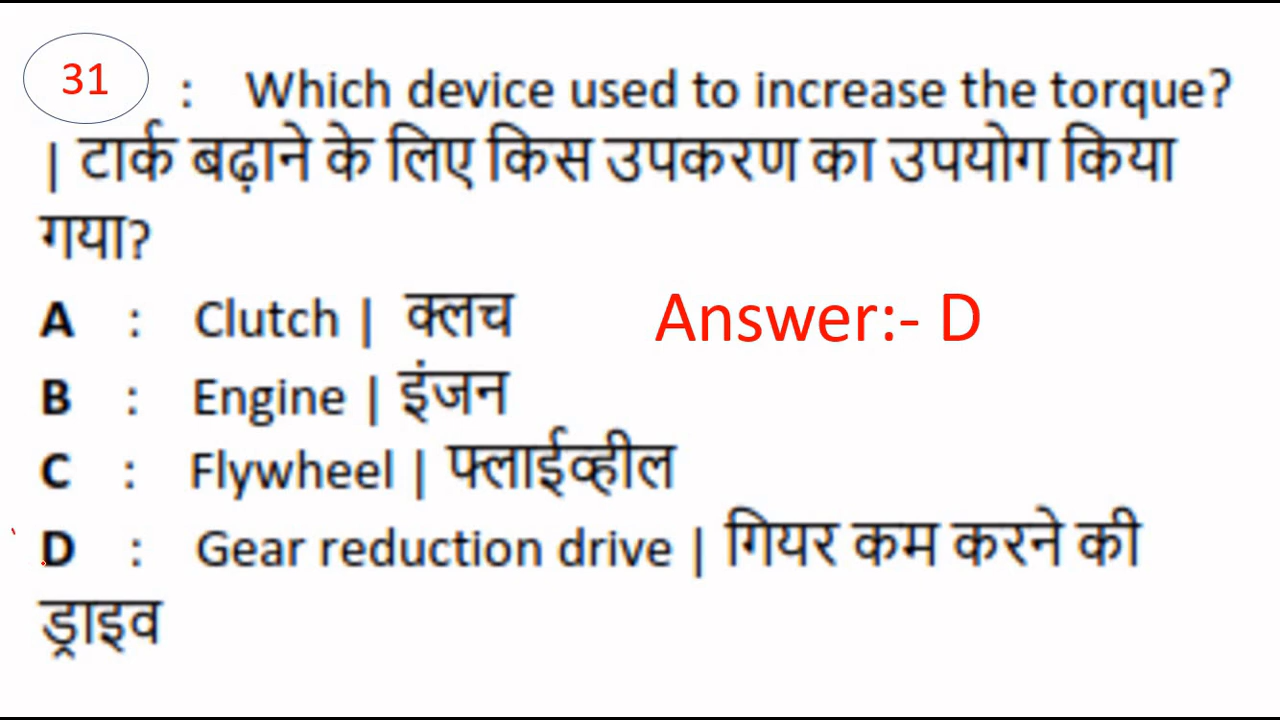 31 : Which device used to increase the torque?
| टार्क बढ़ाने के लिए किस उपकरण का उपयोग किया
गया?
A : Clutch | क्लच Answer:- D
B : Engine | इंजन
C : Flywheel | फ्लाईव्हील
D : Gear reduction drive | गियर कम करने की
ड्राइव